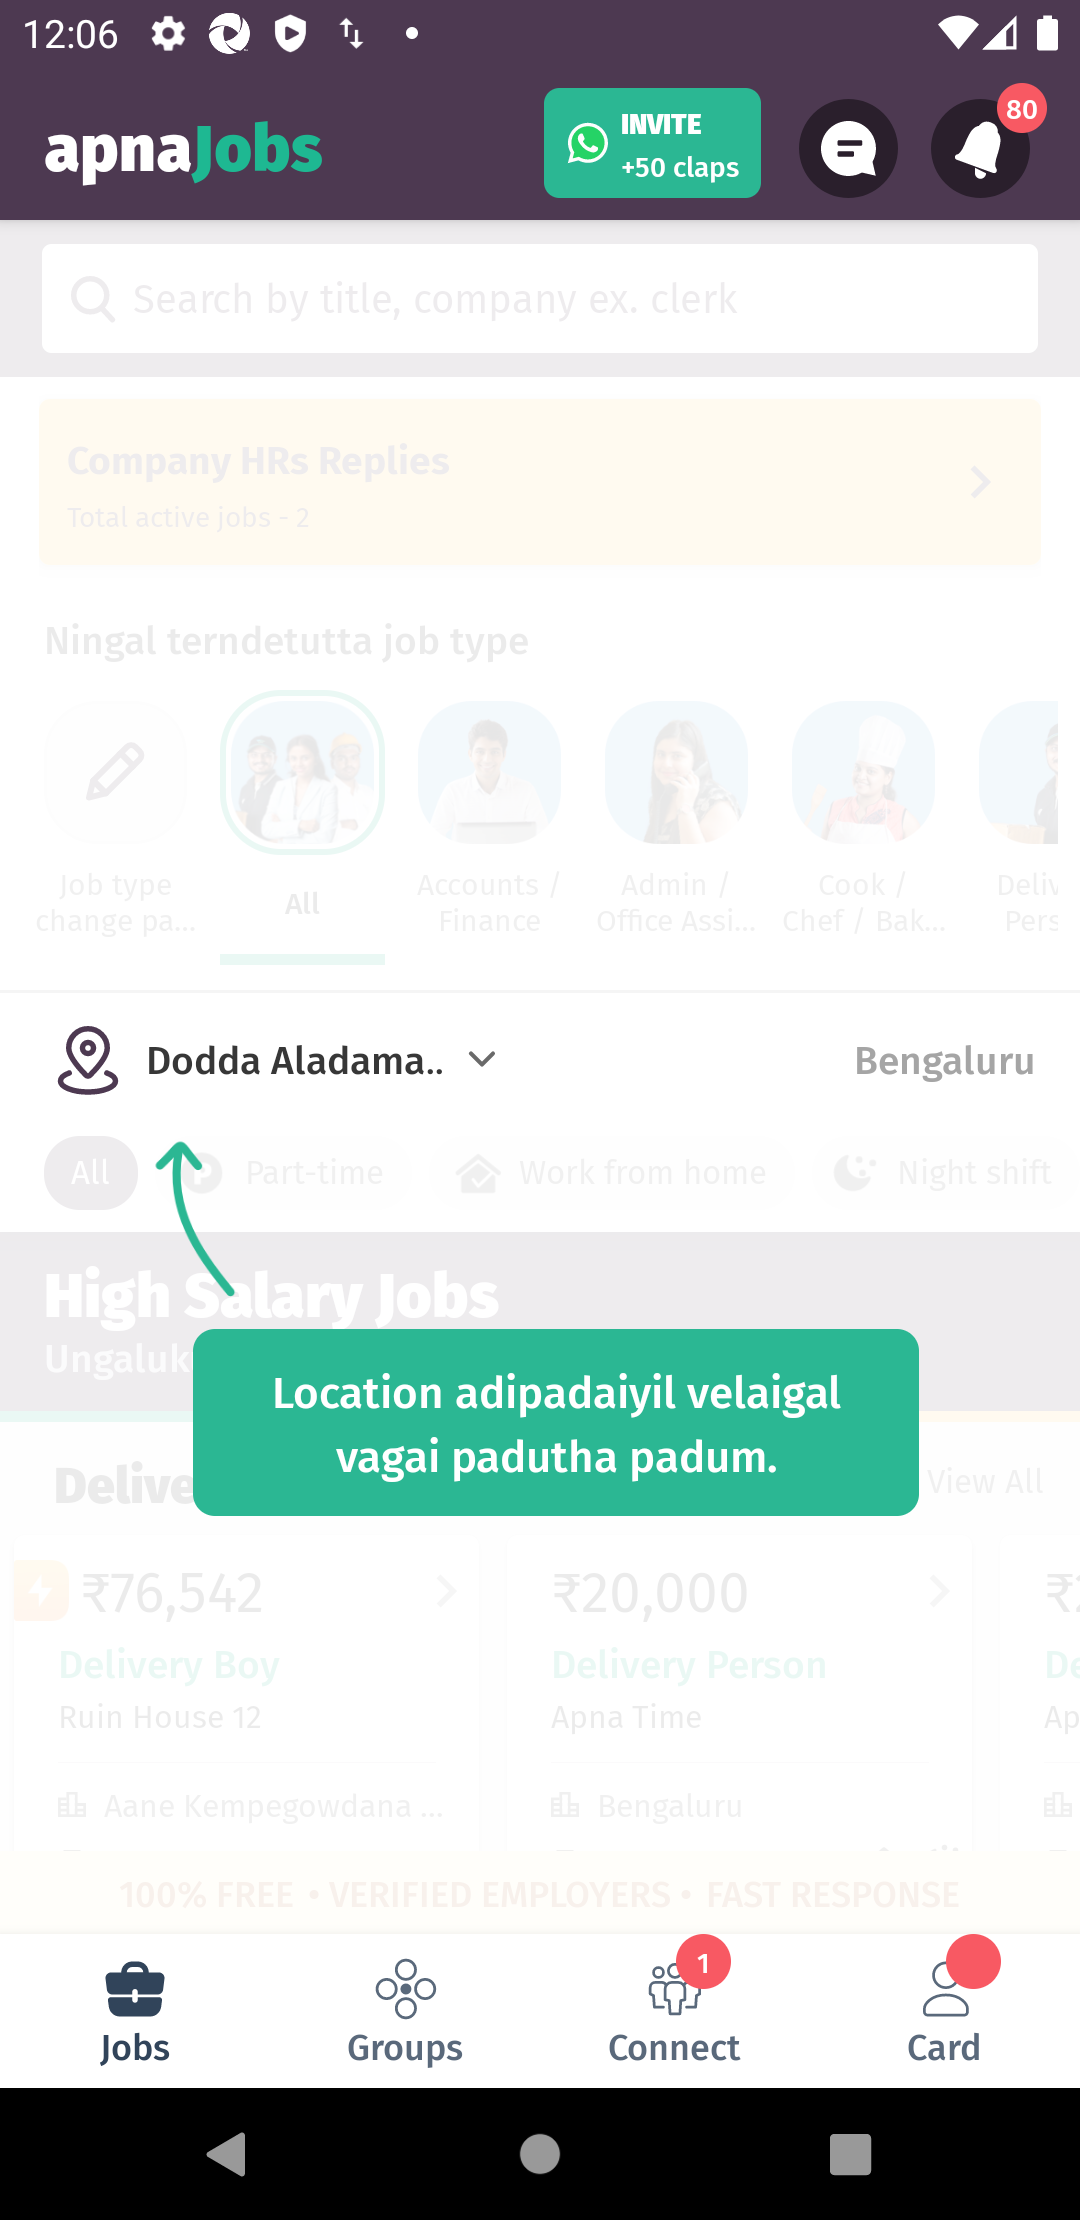 12:06
apnaJobs
INVITE
+50 claps
80
Search by title, company ex. clerk
Company HRs Replies
Total active jobs - 2
Ningal terndetutta job type
Job type
change pa...
All
Accounts /
Finance
Admin /
Office Assi...
Cook /
Chef / Bak...
Deliv
Pers
Dodda Aladama..
Bengaluru
All
Part-time
Work from home
Night shift
High Salary Jobs
Ungaluk
Location adipadaiyil velaigal
vagai padutha padum.
Delive
View All
₹76,542
Delivery Boy
Ruin House 12
Aane Kempegowdana ...
₹20,000
Delivery Person
Apna Time
Bengaluru
₹2
De
Ap
100% FREE • VERIFIED EMPLOYERS • FAST RESPONSE
Jobs
Groups
1
Connect
Card